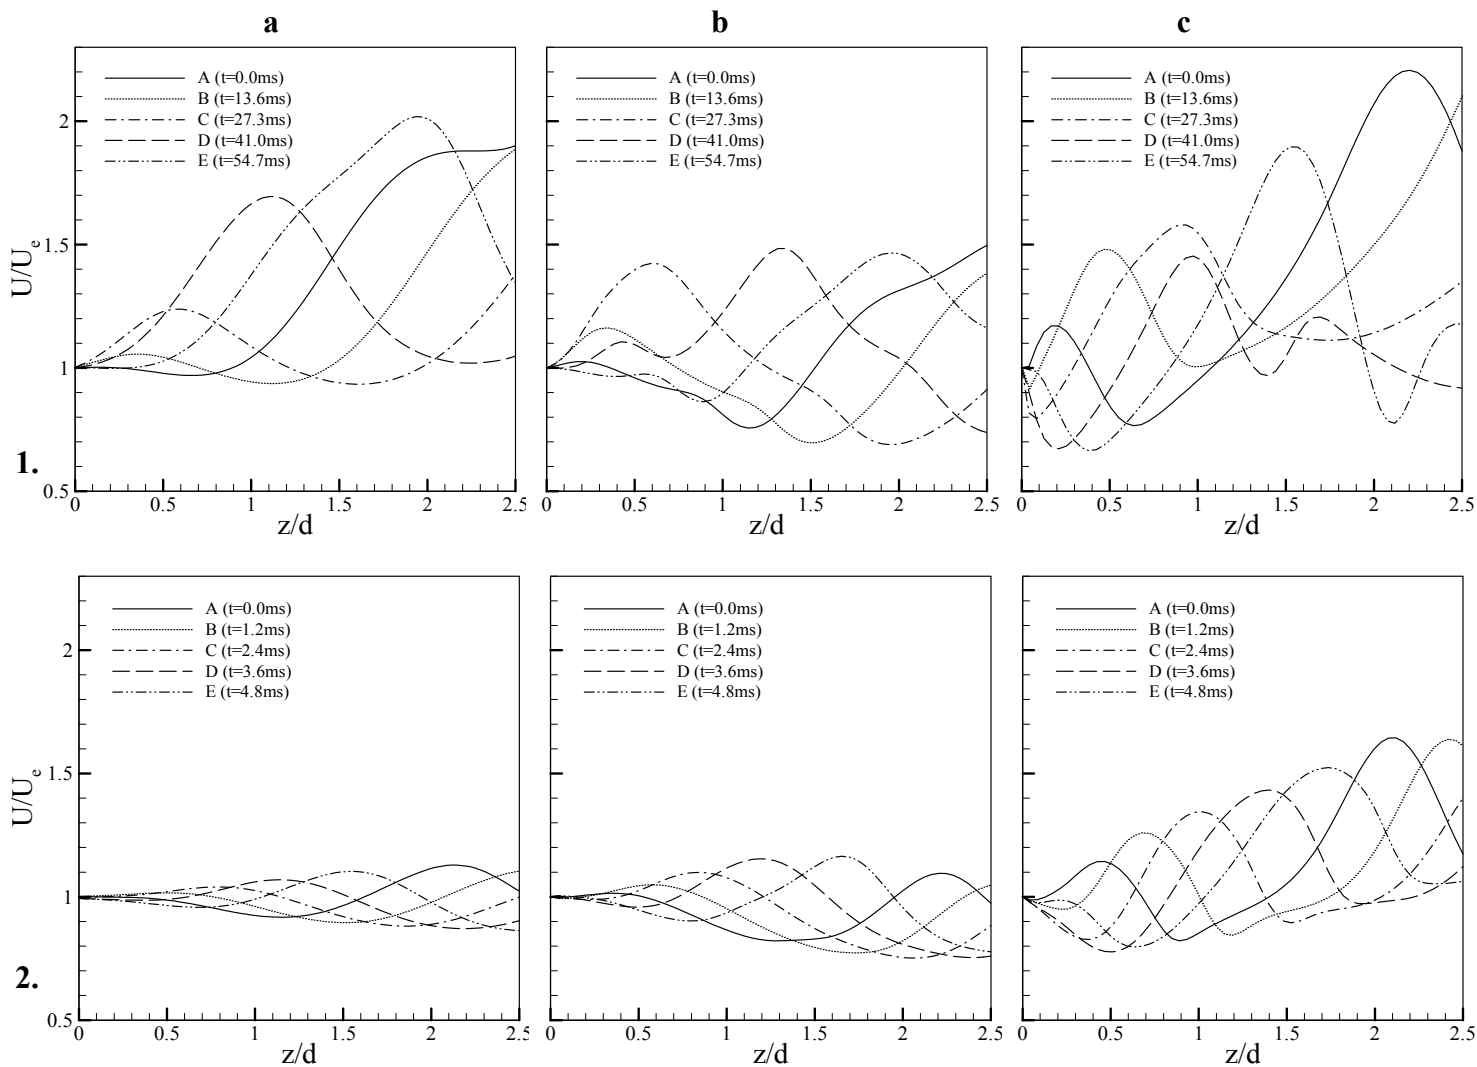 a
b
c
A (t=0.0ms)
B (t=13.6ms)
C (t=27.3ms)
D (t=41.0ms)
E (t=54.7ms)
A (t=0.0ms)
B (t=13.6ms)
C (t=27.3ms)
D (t=41.0ms)
E (t=54.7ms)
A (t=0.0ms)
B (t=13.6ms)
C (t=27.3ms)
D (t=41.0ms)
E (t=54.7ms)
2
1.5
1
0.5
U/Ue
1.
0 0.5 1 1.5 2 2.5
z/d
0 0.5 1 1.5 2 2.5
z/d
0 0.5 1 1.5 2 2.5
z/d
A (t=0.0ms)
B (t=1.2ms)
C (t=2.4ms)
D (t=3.6ms)
E (t=4.8ms)
A (t=0.0ms)
B (t=1.2ms)
C (t=2.4ms)
D (t=3.6ms)
E (t=4.8ms)
A (t=0.0ms)
B (t=1.2ms)
C (t=2.4ms)
D (t=3.6ms)
E (t=4.8ms)
2
1.5
1
0.5
U/Ue
2.
0 0.5 1 1.5 2 2.5
z/d
0 0.5 1 1.5 2 2.5
z/d
0 0.5 1 1.5 2 2.5
z/d